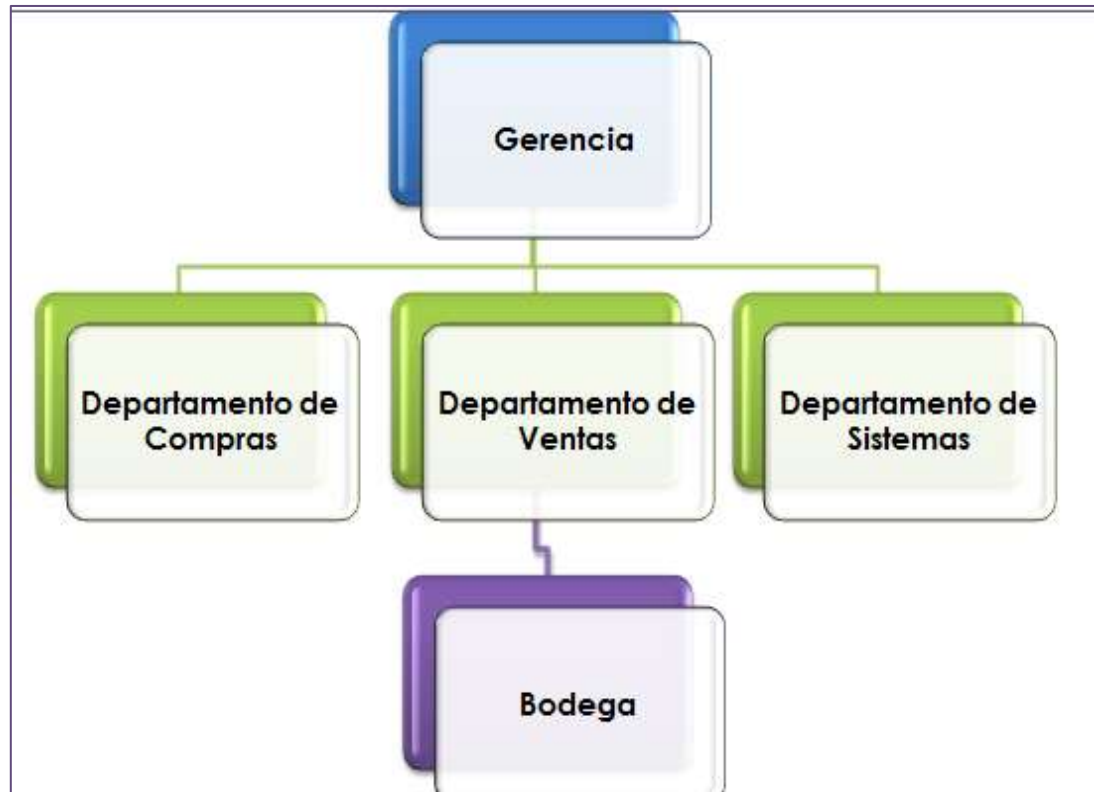 Gerencia
Departamento de
Compras
Departamento de
Ventas
Departamento de
Sistemas
Bodega